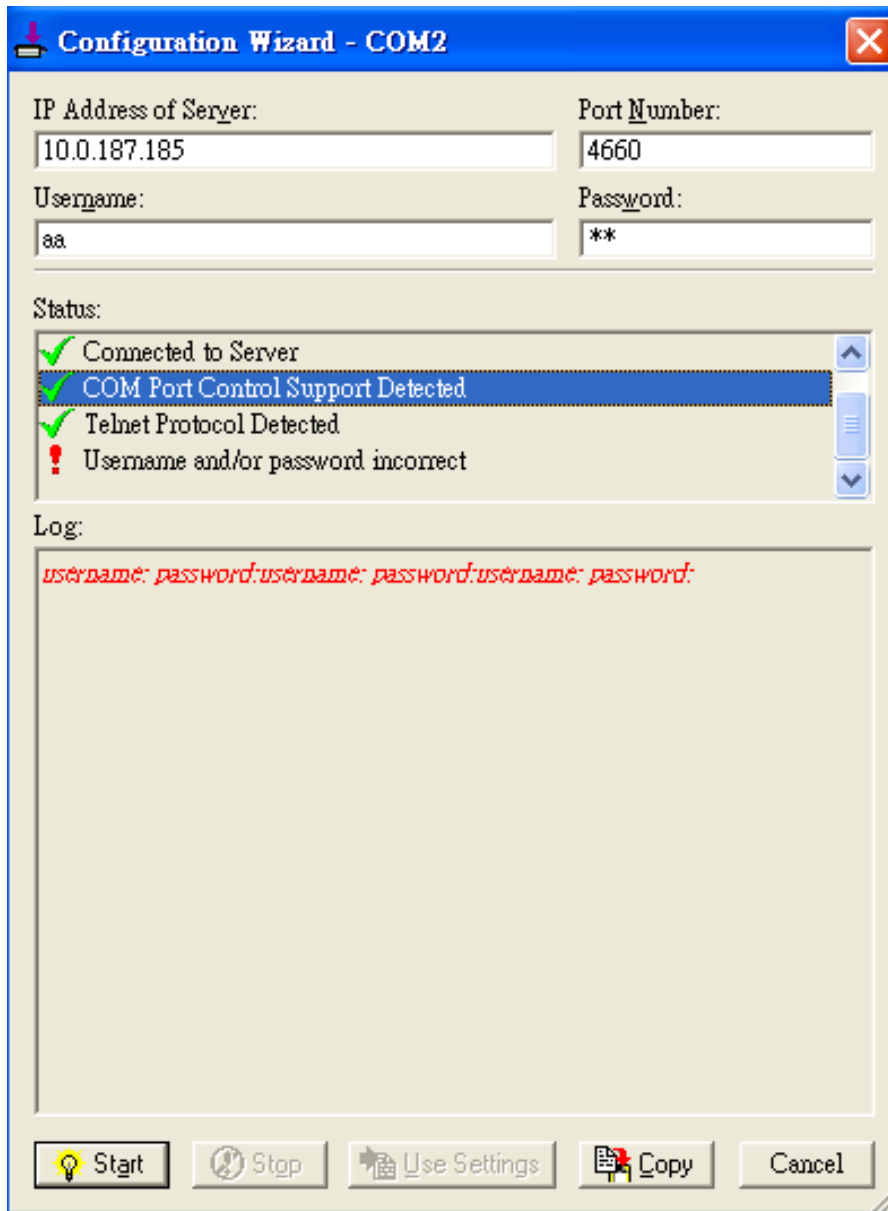 Configuration Wizard - COM2
IP Address of Server: Port Number:
10.0.187.185 4660
Username: Password:
aa **
Status:
Connected to Server
COM Port Control Support Detected
Telnet Protocol Detected
Username and/or password incorrect
Log:
username: password:username: password:username: password:
Start Stop Use Settings Copy Cancel